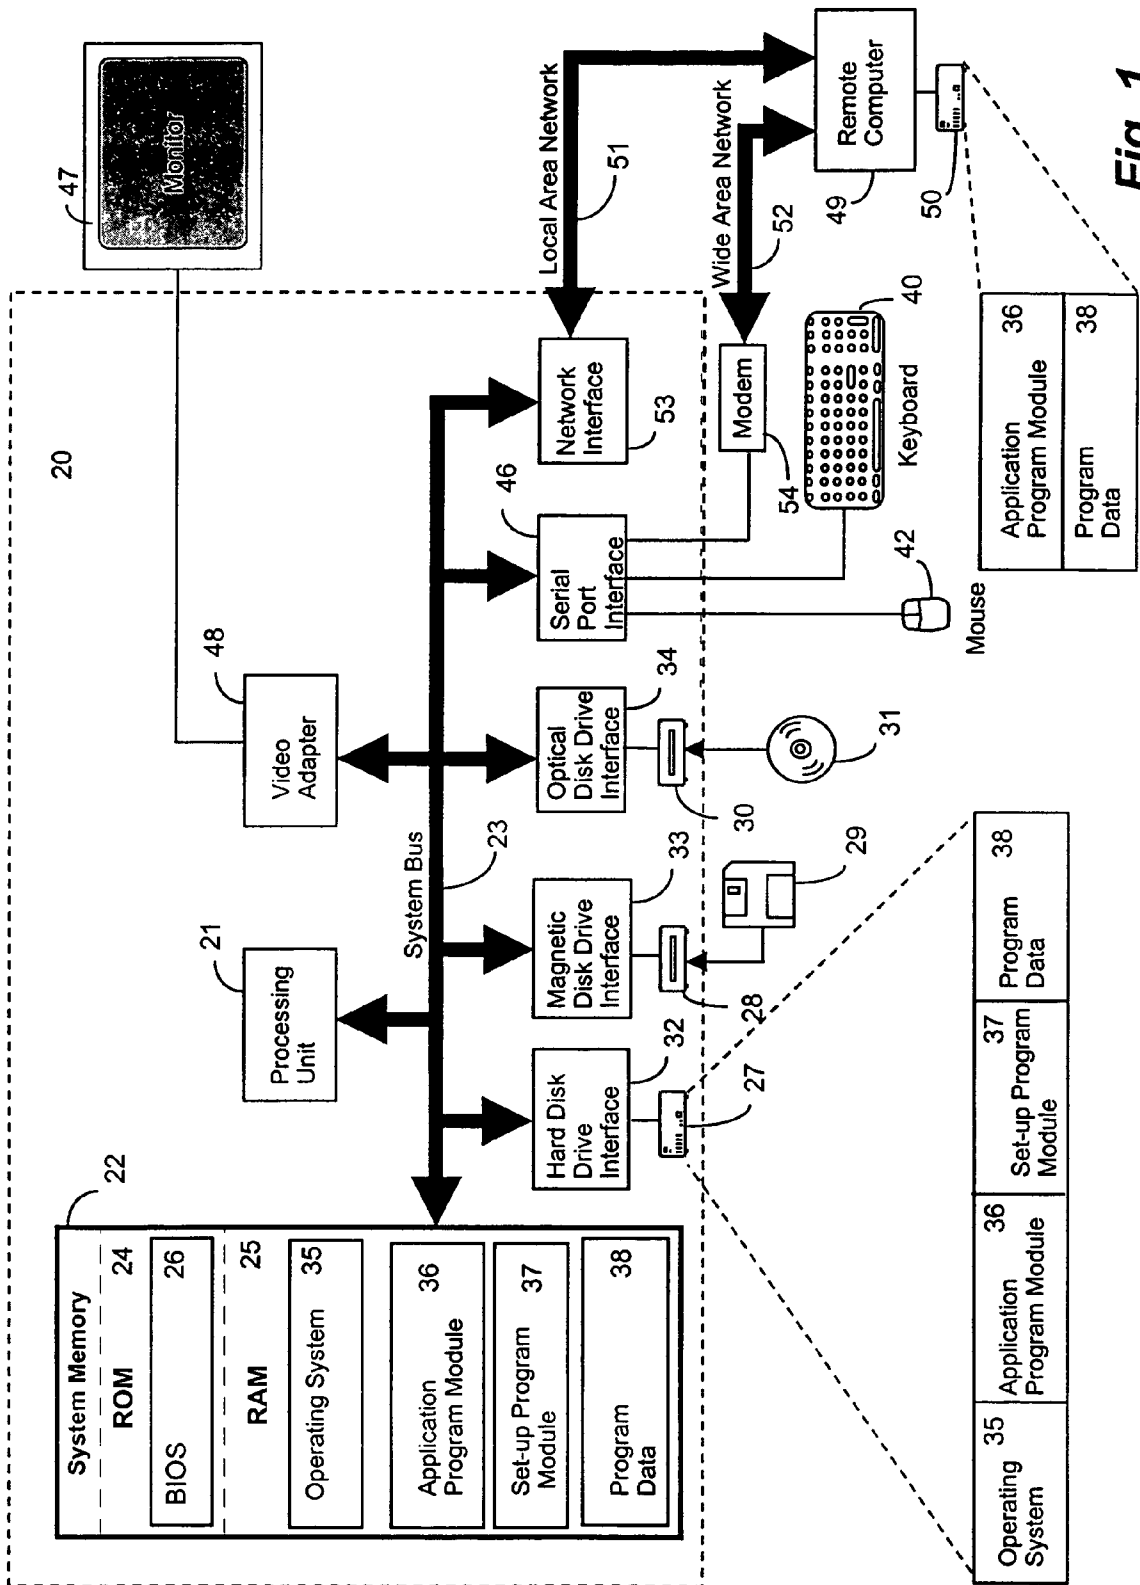 20
System Memory
22
ROM
24
BIOS
26
RAM
25
Operating System
35
Application
Program Module
36
Set-up Program
Module
37
Program
Data
38
Processing
Unit
21
Video
Adapter
48
47
Monitor
System Bus
23
Hard Disk
Drive
Interface
32
Magnetic
Disk Drive
Interface
33
Optical
Disk Drive
Interface
34
Serial
Port
Interface
46
Network
Interface
53
Local Area Network
51
27
28
29
30
31
Modem
54
Wide Area Network
52
Remote
Computer
49
50
Keyboard
40
Mouse
42
Operating
System
35
Application
Program Module
36
Set-up Program
Module
37
Program
Data
38
Application
Program Module
36
Program
Data
38
Fig. 1